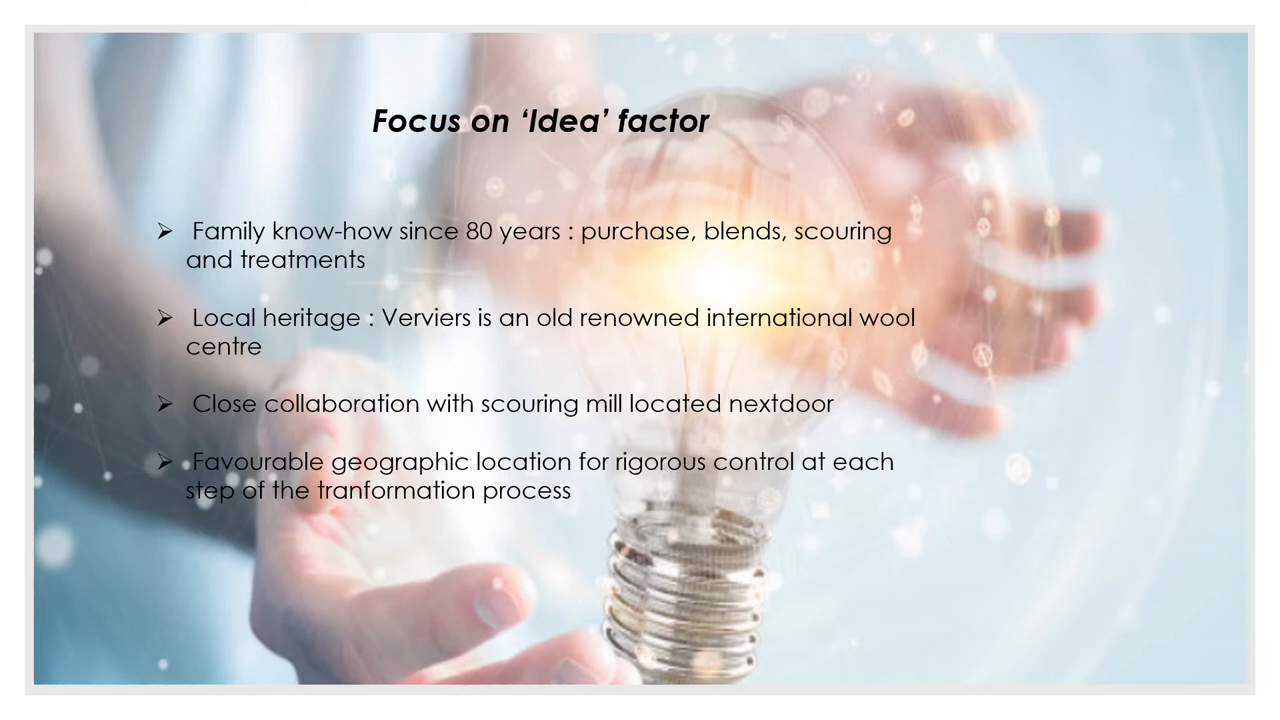 Focus on ‘Idea’ factor
➢ Family know-how since 80 years : purchase, blends, scouring
and treatments
➢ Local heritage : Verviers is an old renowned international wool
centre
➢ Close collaboration with scouring mill located nextdoor
➢ Favourable geographic location for rigorous control at each
step of the tranformation process